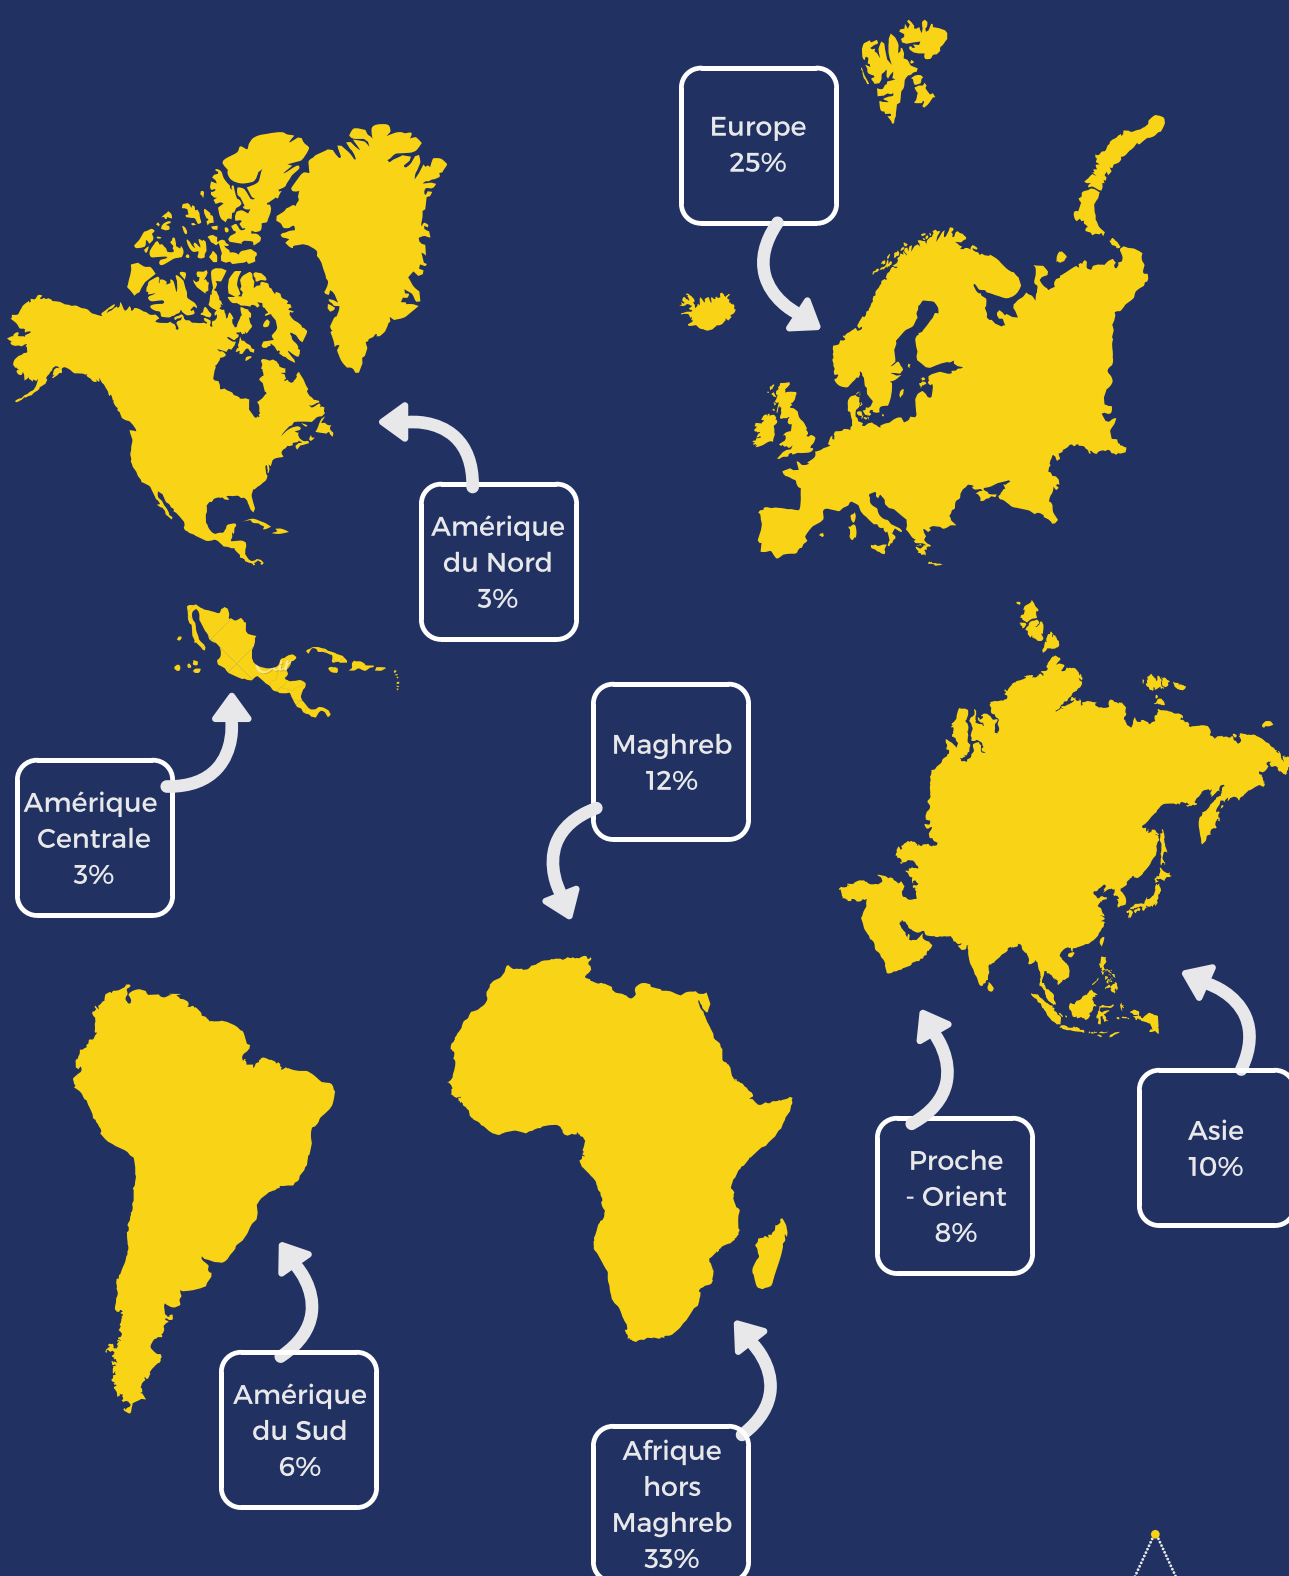 Europe
25%
Amérique
du Nord
3%
Maghreb
12%
Amérique
Centrale
3%
Proche
- Orient
8%
Asie
10%
Amérique
du Sud
6%
Afrique
hors
Maghreb
33%